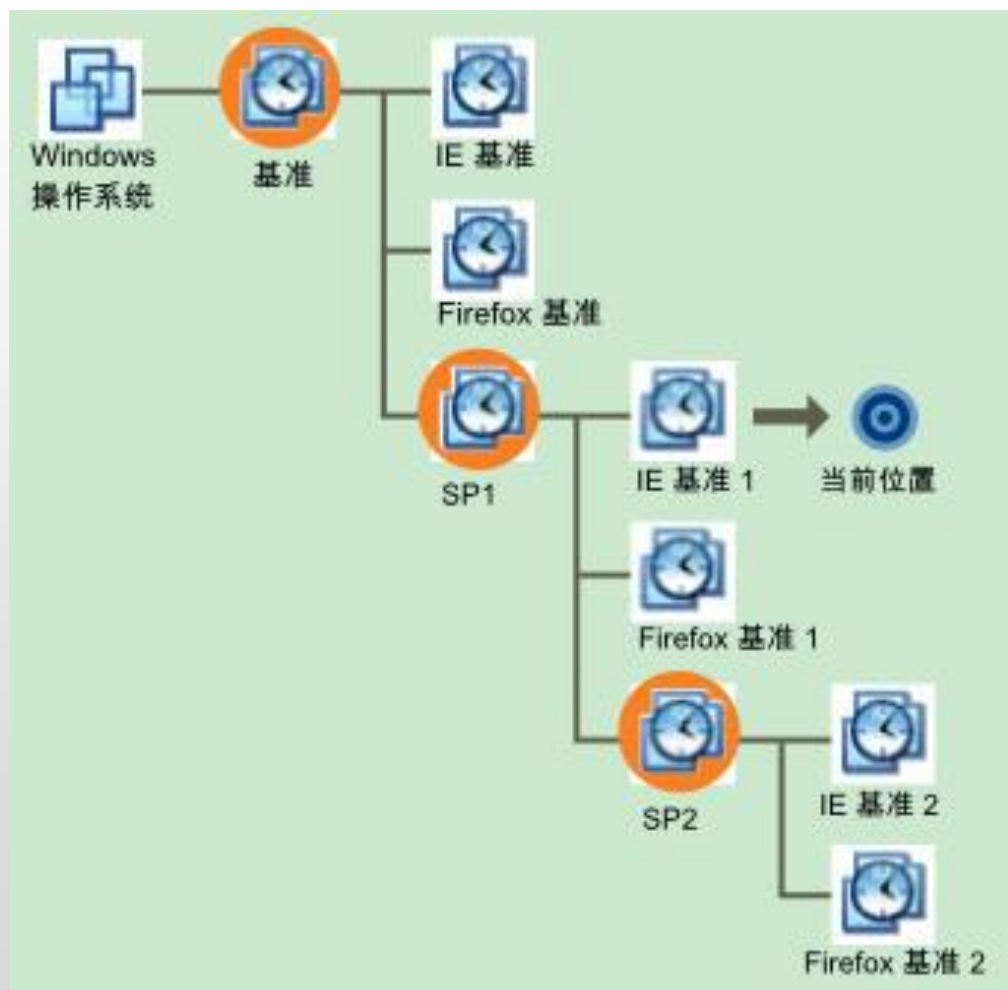 Windows
操作系统
基准
IE 基准
Firefox 基准
SP1
IE 基准 1
当前位置
Firefox 基准 1
SP2
IE 基准 2
Firefox 基准 2